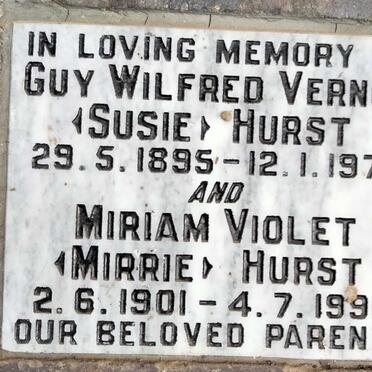 IN LOVING MEMORY
GUY WILFRED VERN
‹SUSIE› HURST
29.5.1895-12.1.197
AND
MIRIAM VIOLET
‹MIRRIE› HURST
2.6.1901-4.7.199
OUR BELOVED PAREN